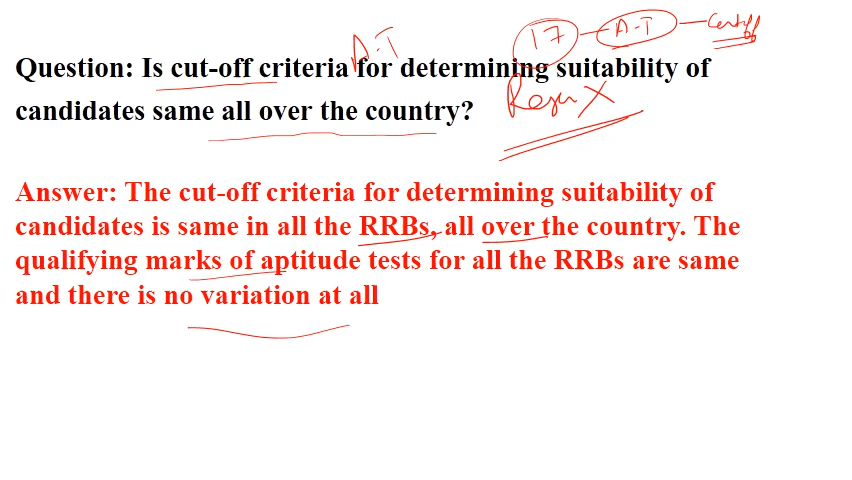 17 - A.T - Certif
A.T
Question: Is cut-off criteria for determining suitability of
candidates same all over the country?
Answer: The cut-off criteria for determining suitability of
candidates is same in all the RRBs, all over the country. The
qualifying marks of aptitude tests for all the RRBs are same
and there is no variation at all